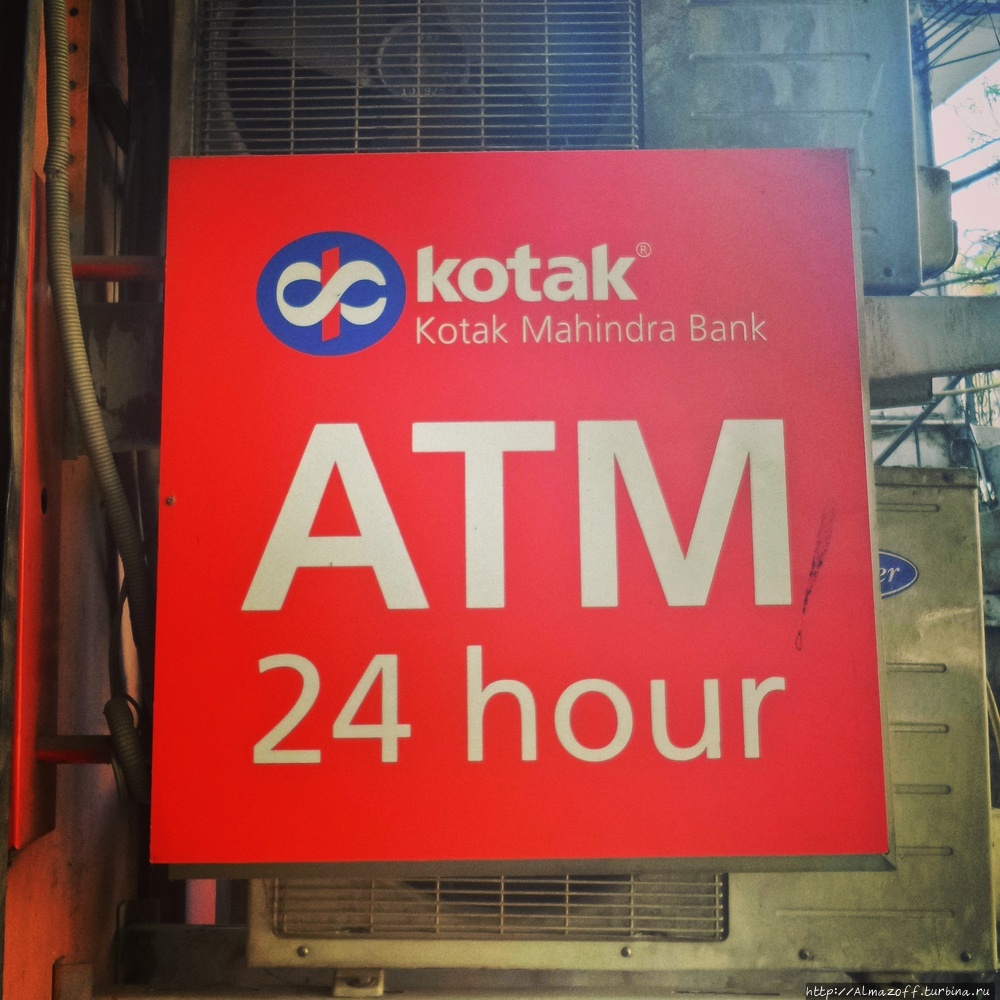 kotak®
Kotak Mahindra Bank
ATM
24 hour
http://Almazoff.turbina.ru